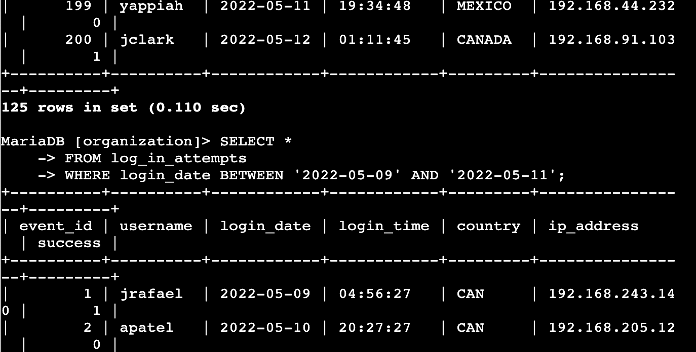 |      199 | yappiah  | 2022-05-11 | 19:34:48   | MEXICO  | 192.168.44.232
  |       0 |
|      200 | jclark   | 2022-05-12 | 01:11:45   | CANADA  | 192.168.91.103
  |       1 |
+----------+----------+------------+------------+---------+---------------
--+---------+
125 rows in set (0.110 sec)
MariaDB [organization]> SELECT *
    -> FROM log_in_attempts
    -> WHERE login_date BETWEEN '2022-05-09' AND '2022-05-11';
+----------+----------+------------+------------+---------+---------------
--+---------+
| event_id | username | login_date | login_time | country | ip_address
  | success |
+----------+----------+------------+------------+---------+---------------
--+---------+
|        1 | jrafael  | 2022-05-09 | 04:56:27   | CAN     | 192.168.243.14
0 |       1 |
|        2 | apatel   | 2022-05-10 | 20:27:27   | CAN     | 192.168.205.12
  |       0 |